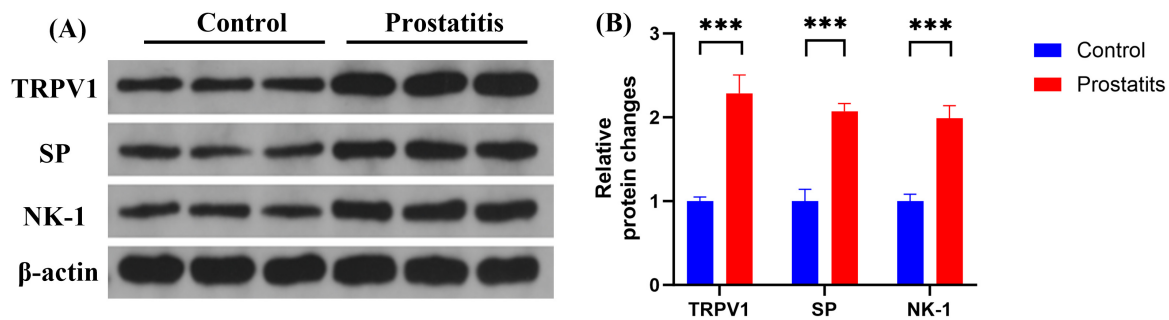 (A)
Control Prostatitis
TRPV1
SP
NK-1
β-actin
(B)
*** *** ***
3
2
1
0
Relative
protein changes
TRPV1 SP NK-1
Control
Prostatits